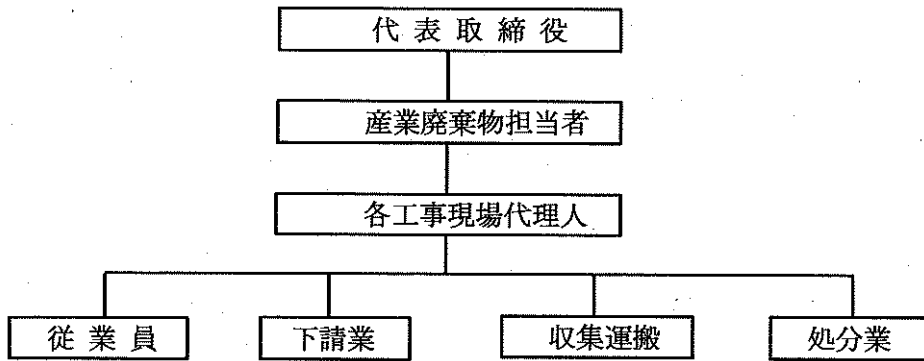 代表取締役
産業廃棄物担当者
各工事現場代理人
従業員
下請業
収集運搬
処分業